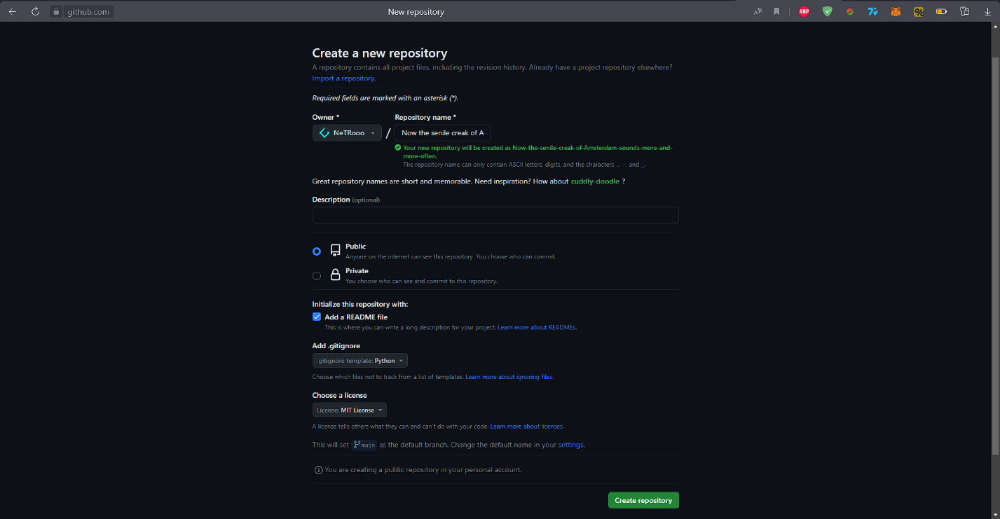 github.com
New repository
ABP
Create a new repository
A repository contains all project files, including the revision history. Already have a project repository elsewhere?
Import a repository.
Required fields are marked with an asterisk (*).
Owner *
Repository name *
NeTRooo
/
Now the senile creak of A
Your new repository will be created as Now-the-senile-creak-of-Amsterdam-sounds-more-and-
more-often.
The repository name can only contain ASCII letters, digits, and the characters ., -, and _.
Great repository names are short and memorable. Need inspiration? How about cuddly-doodle ?
Description (optional)
Public
Anyone on the internet can see this repository. You choose who can commit.
Private
You choose who can see and commit to this repository.
Initialize this repository with:
Add a README file
This is where you can write a long description for your project. Learn more about READMEs.
Add .gitignore
.gitignore template: Python
Choose which files not to track from a list of templates. Learn more about ignoring files.
Choose a license
License: MIT License
A license tells others what they can and can't do with your code. Learn more about licenses.
This will set main as the default branch. Change the default name in your settings.
You are creating a public repository in your personal account.
Create repository